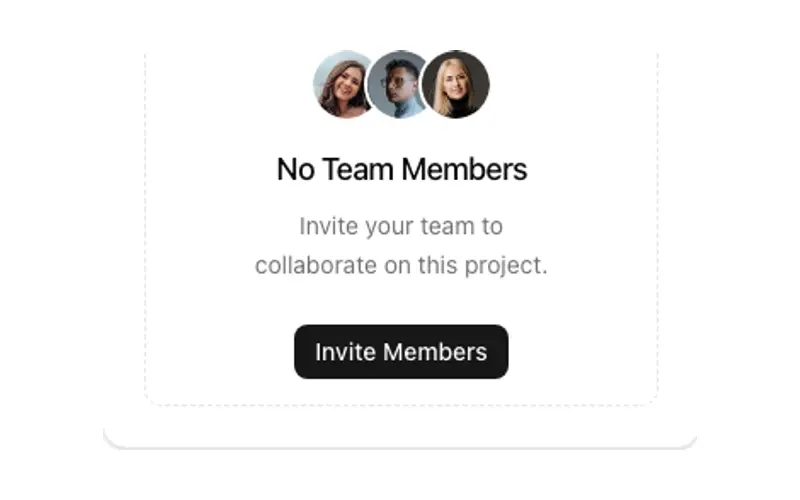 No Team Members
Invite your team to
collaborate on this project.
Invite Members